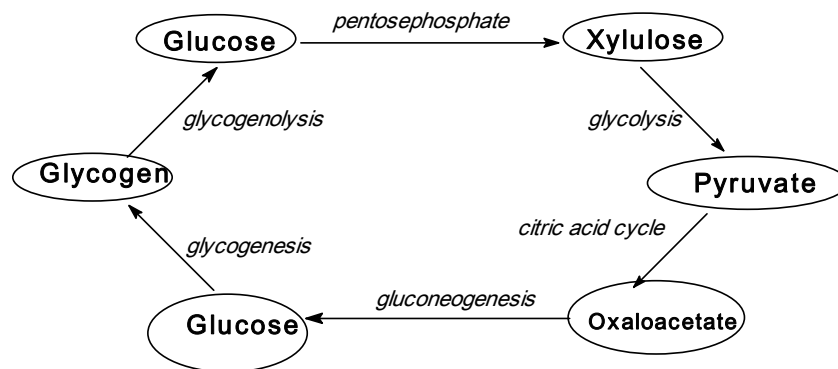 pentosephosphate
Glucose
Xylulose
glycogenolysis
glycolysis
Glycogen
Pyruvate
citric acid cycle
glycogenesis
gluconeogenesis
Glucose
Oxaloacetate